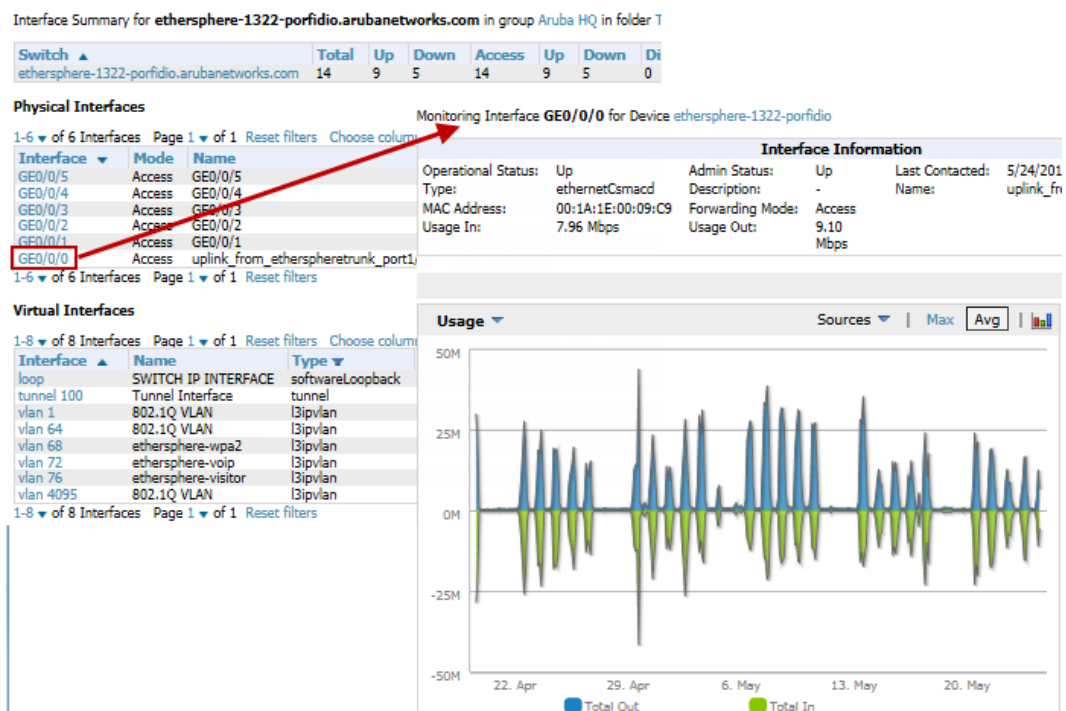 Interface Summary for ethersphere-1322-porfidio.arubanetworks.com in group Aruba HQ in folder T
Switch ▲ Total Up Down Access Up Down Di
ethersphere-1322-porfidio.arubanetworks.com 14 9 5 14 9 5 0
Physical Interfaces
1-6 ▼ of 6 Interfaces Page 1 ▼ of 1 Reset filters Choose colum
Interface ▼ Mode Name
GE0/0/5 Access GE0/0/5
GE0/0/4 Access GE0/0/4
GE0/0/3 Access GE0/0/3
GE0/0/2 Access GE0/0/2
GE0/0/1 Access GE0/0/1
GE0/0/0 Access uplink_from_etherspheretrunk_port1/
1-6 ▼ of 6 Interfaces Page 1 ▼ of 1 Reset filters
Virtual Interfaces
1-8 ▼ of 8 Interfaces Page 1 ▼ of 1 Reset filters Choose colum
Interface ▲ Name Type
loop SWITCH IP INTERFACE softwareLoopback
tunnel 100 Tunnel Interface tunnel
vlan 1 802.1Q VLAN l3ipvlan
vlan 64 802.1Q VLAN l3ipvlan
vlan 68 ethersphere-wpa2 l3ipvlan
vlan 72 ethersphere-voip l3ipvlan
vlan 76 ethersphere-visitor l3ipvlan
vlan 4095 802.1Q VLAN l3ipvlan
1-8 ▼ of 8 Interfaces Page 1 ▼ of 1 Reset filters
Monitoring Interface GE0/0/0 for Device ethersphere-1322-porfidio
Interface Information
Operational Status: Up Admin Status: Up Last Contacted: 5/24/201
Type: ethernetCsmacd Description: - Name: uplink_fr
MAC Address: 00:1A:1E:00:09:C9 Forwarding Mode: Access
Usage In: 7.96 Mbps Usage Out: 9.10
Mbps
Usage ▼ Sources ▼ | Max Avg |
50M
25M
0M
-25M
-50M
22. Apr 29. Apr 6. May 13. May 20. May
Total Out Total In